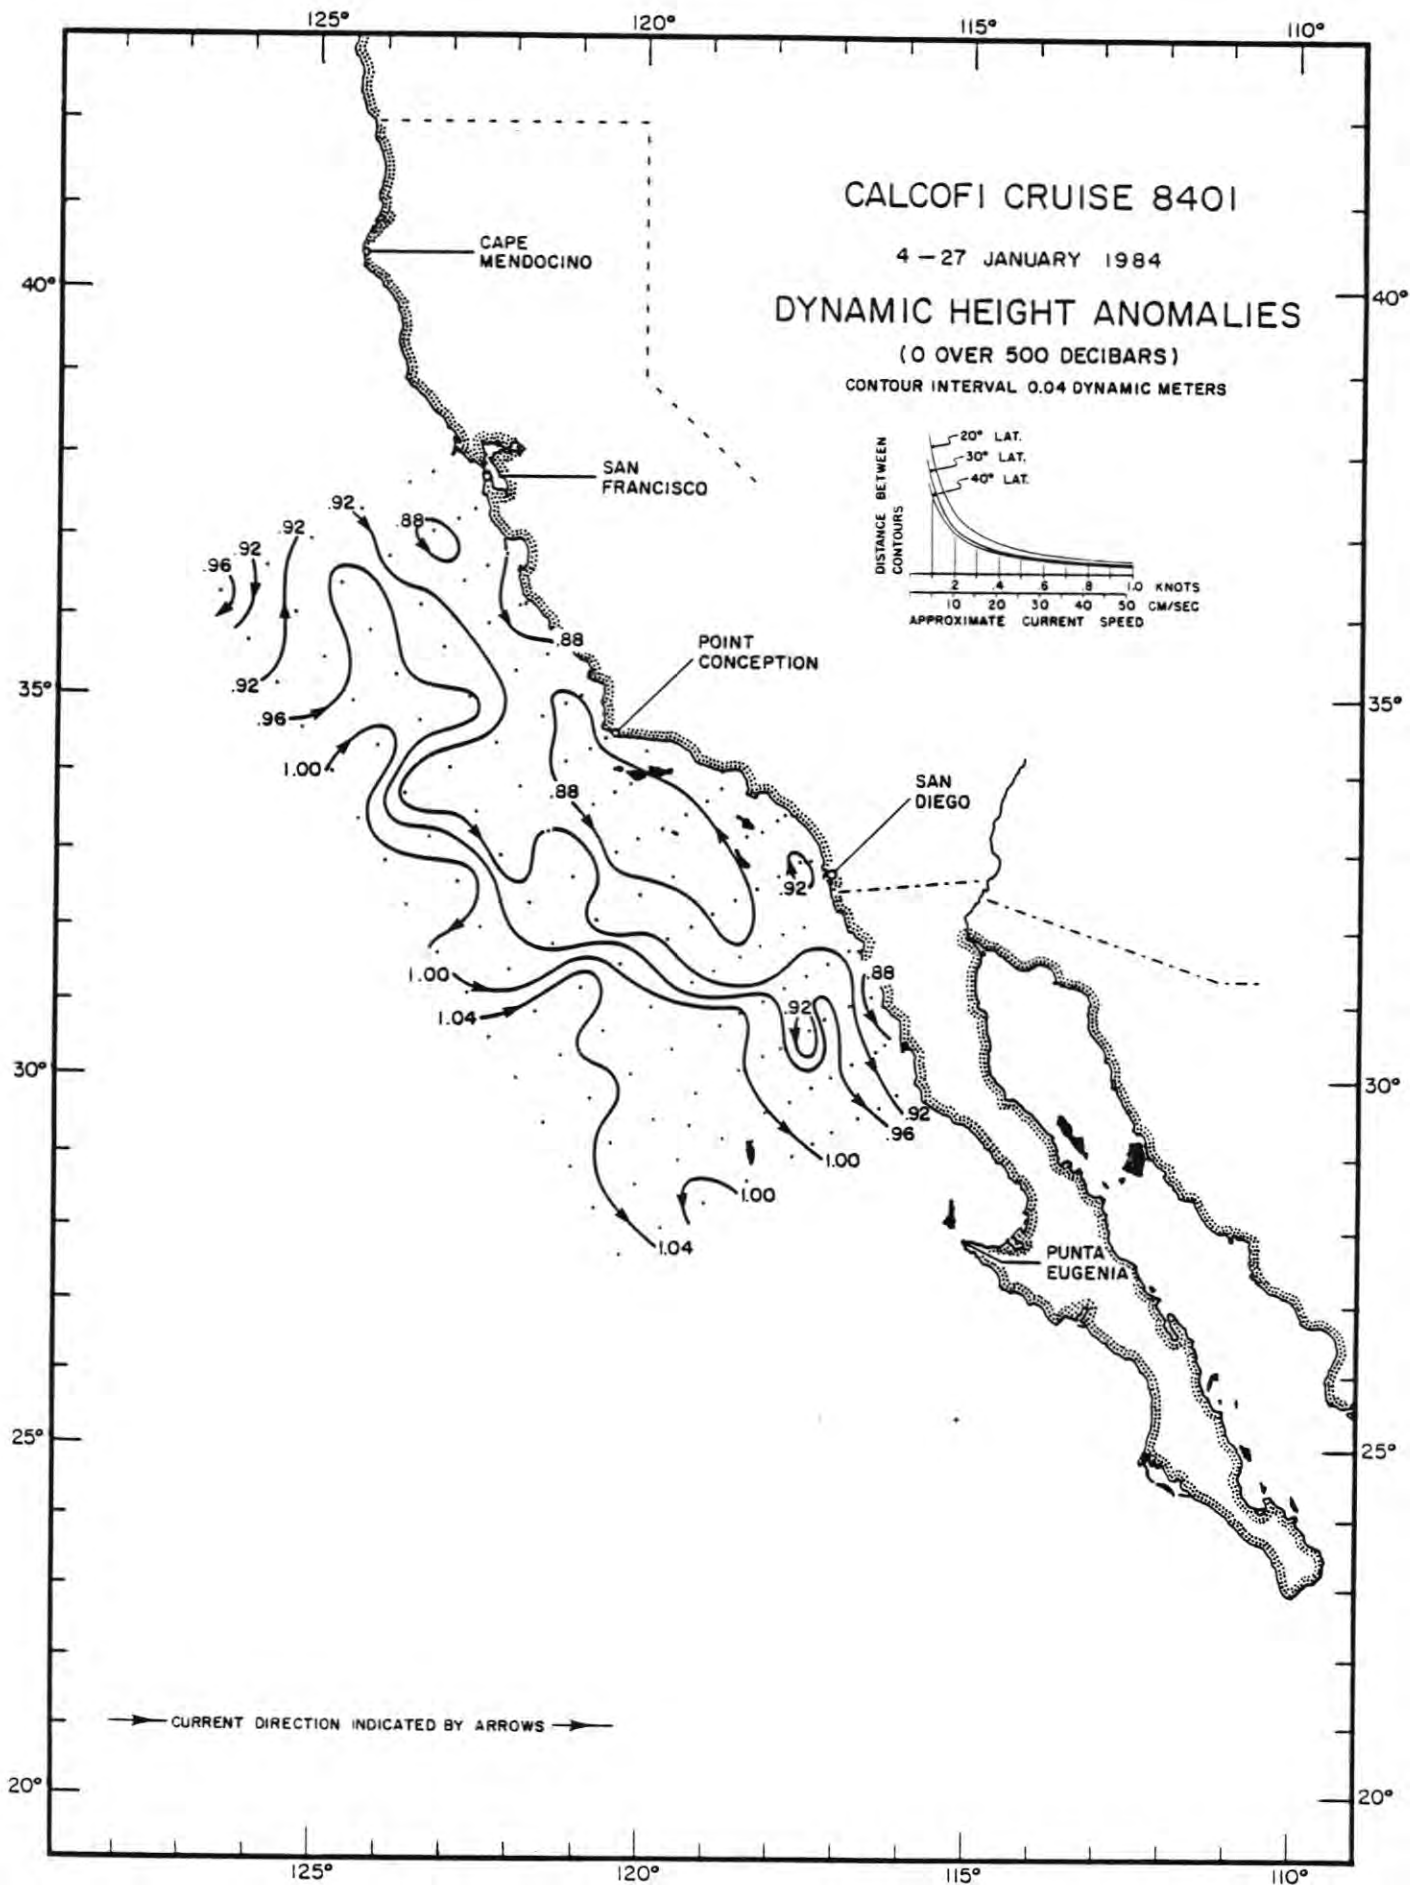 125°
120°
115°
110°
CALCOFI CRUISE 8401
4 – 27 JANUARY 1984
DYNAMIC HEIGHT ANOMALIES
(0 OVER 500 DECIBARS)
CONTOUR INTERVAL 0.04 DYNAMIC METERS
CAPE
MENDOCINO
40°
40°
DISTANCE BETWEEN
CONTOURS
20° LAT.
30° LAT.
40° LAT.
.2 .4 .6 .8 1.0 KNOTS
10 20 30 40 50 CM/SEC
APPROXIMATE CURRENT SPEED
SAN
FRANCISCO
.92
.92
.88
.92
.96
.88
POINT
CONCEPTION
35°
.92
35°
.96
1.00
.88
SAN
DIEGO
.92
1.00
.88
1.04
.92
30°
30°
.92
.96
1.00
1.00
1.04
PUNTA
EUGENIA
25°
25°
CURRENT DIRECTION INDICATED BY ARROWS
20°
20°
125°
120°
115°
110°